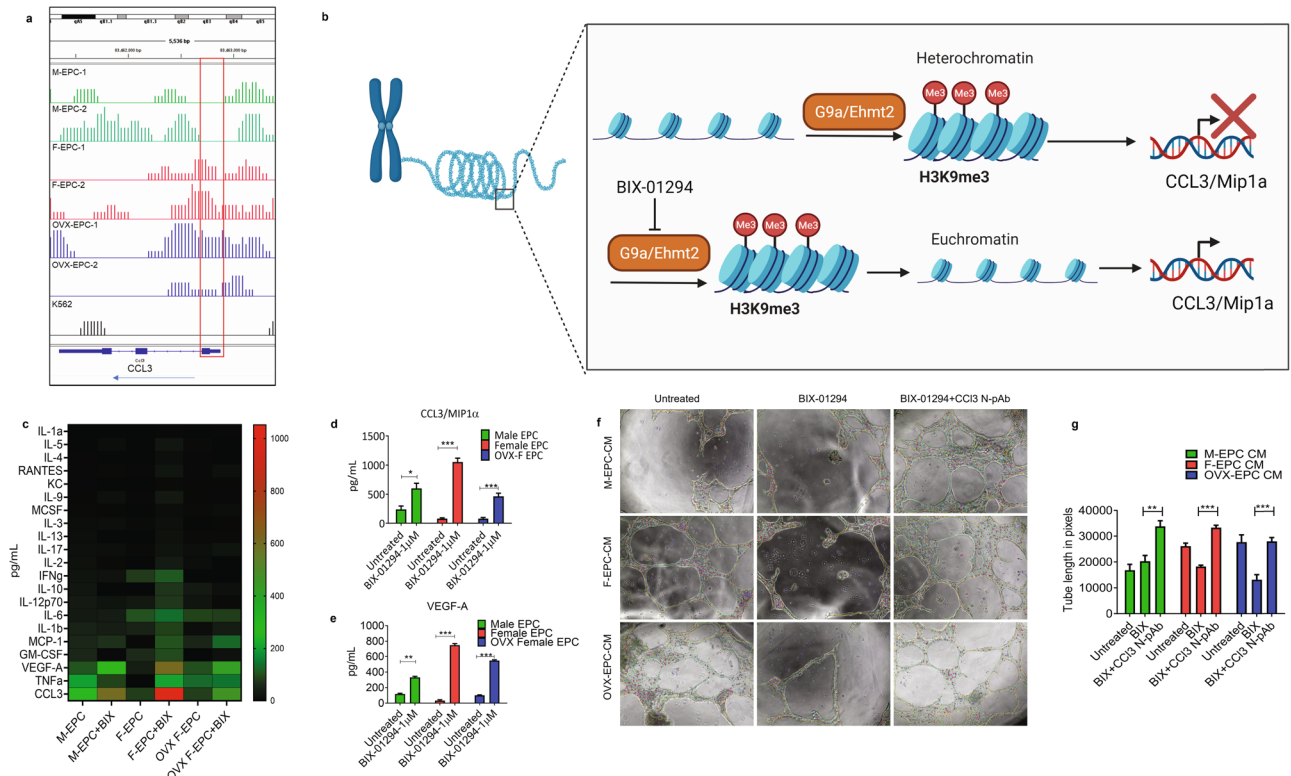 a
qA5 qB1.1 qB1.3 qB2 qB3 qB4 qB5
5,536 bp
M-EPC-1
M-EPC-2
F-EPC-1
F-EPC-2
OVX-EPC-1
OVX-EPC-2
K562
Ccl3
CCL3
b
Heterochromatin
Me3 Me3 Me3
G9a/Ehmt2
H3K9me3
CCL3/Mip1a
BIX-01294
Me3 Me3 Me3
G9a/Ehmt2
Euchromatin
H3K9me3
CCL3/Mip1a
c
pg/mL
IL-1a
IL-5
IL-4
RANTES
KC
IL-9
MCSF
IL-3
IL-13
IL-17
IL-2
IFNg
IL-10
IL-12p70
IL-6
IL-1b
MCP-1
GM-CSF
VEGF-A
TNFa
CCL3
M-EPC
M-EPC+BIX
F-EPC
F-EPC+BIX
OVX F-EPC
OVX F-EPC+BIX
1000
800
600
400
200
0
d
CCL3/MIP1α
pg/mL
1500
1000
500
0
Male EPC
Female EPC
OVX-F EPC
* *** ***
Untreated
BIX-01294-1µM
Untreated
BIX-01294-1µM
Untreated
BIX-01294-1µM
e
VEGF-A
pg/mL
1000
800
600
400
200
0
Male EPC
Female EPC
OVX Female EPC
** *** ***
Untreated
BIX-01294-1µM
Untreated
BIX-01294-1µM
Untreated
BIX-01294-1µM
f
Untreated BIX-01294 BIX-01294+CCl3 N-pAb
M-EPC-CM
F-EPC-CM
OVX-EPC-CM
g
M-EPC CM
F-EPC CM
OVX-EPC CM
Tube length in pixels
40000
30000
20000
10000
0
** *** ***
Untreated
BIX
BIX+CCl3 N-pAb
Untreated
BIX
BIX+CCl3 N-pAb
Untreated
BIX
BIX+CCl3 N-pAb